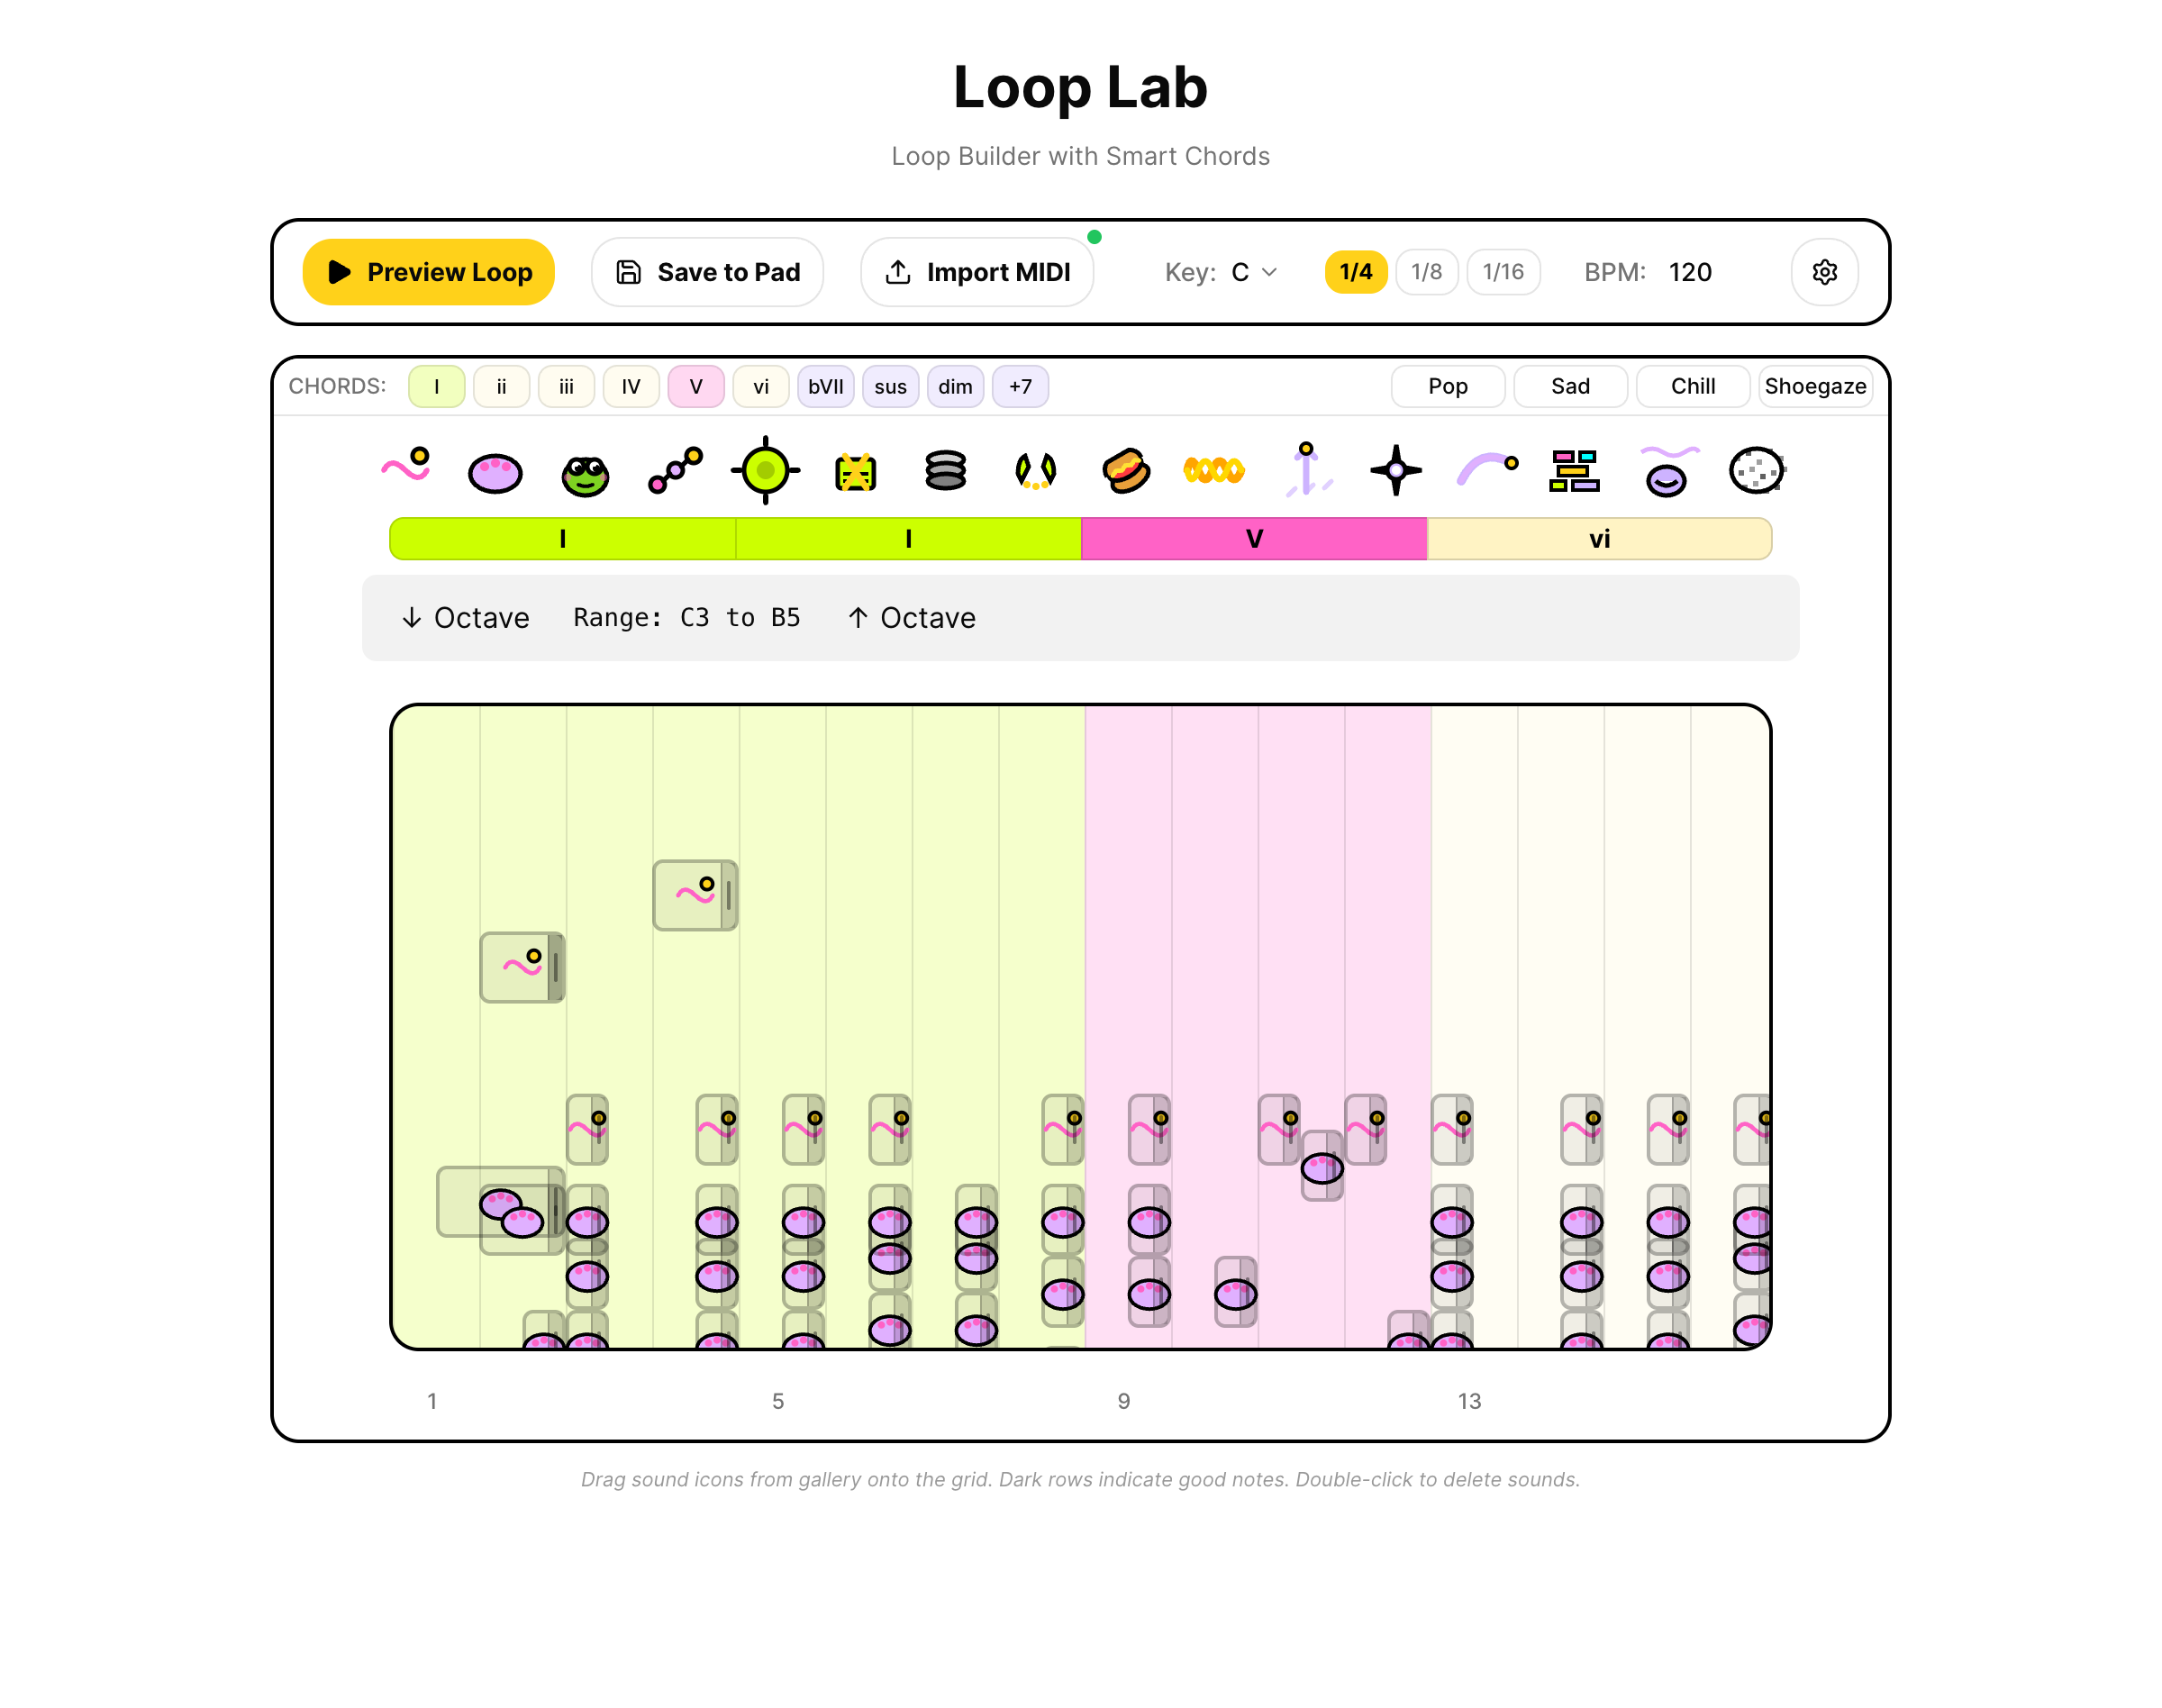 Loop Lab
Loop Builder with Smart Chords
Preview Loop Save to Pad Import MIDI Key: C 1/4 1/8 1/16 BPM: 120
CHORDS: I ii iii IV V vi bVII sus dim +7 Pop Sad Chill Shoegaze
I I V vi
↓ Octave Range: C3 to B5 ↑ Octave
1 5 9 13
Drag sound icons from gallery onto the grid. Dark rows indicate good notes. Double-click to delete sounds.